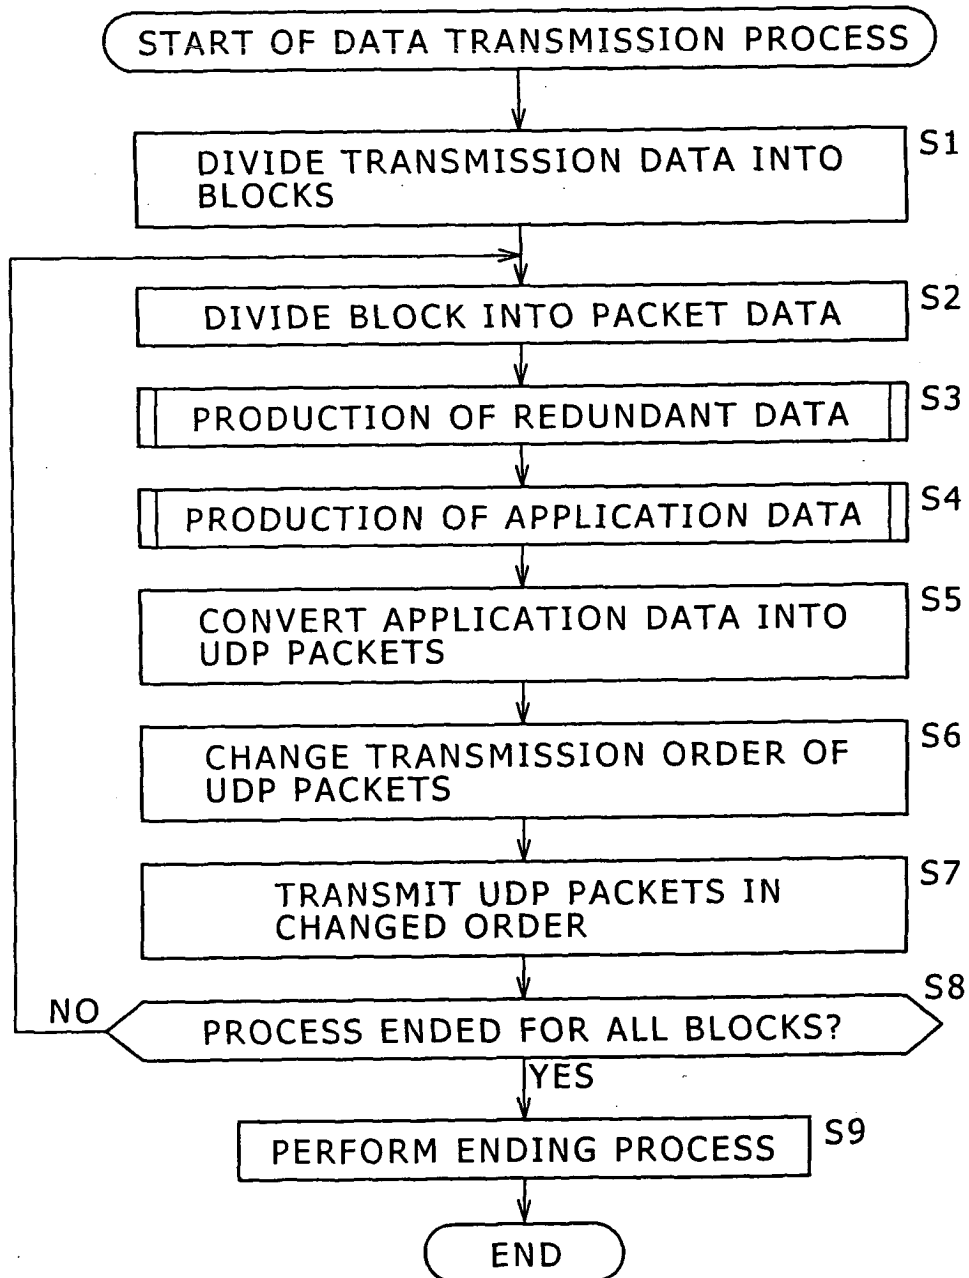 START OF DATA TRANSMISSION PROCESS
S1
DIVIDE TRANSMISSION DATA INTO
BLOCKS
S2
DIVIDE BLOCK INTO PACKET DATA
S3
PRODUCTION OF REDUNDANT DATA
S4
PRODUCTION OF APPLICATION DATA
S5
CONVERT APPLICATION DATA INTO
UDP PACKETS
S6
CHANGE TRANSMISSION ORDER OF
UDP PACKETS
S7
TRANSMIT UDP PACKETS IN
CHANGED ORDER
S8
NO
PROCESS ENDED FOR ALL BLOCKS?
YES
S9
PERFORM ENDING PROCESS
END